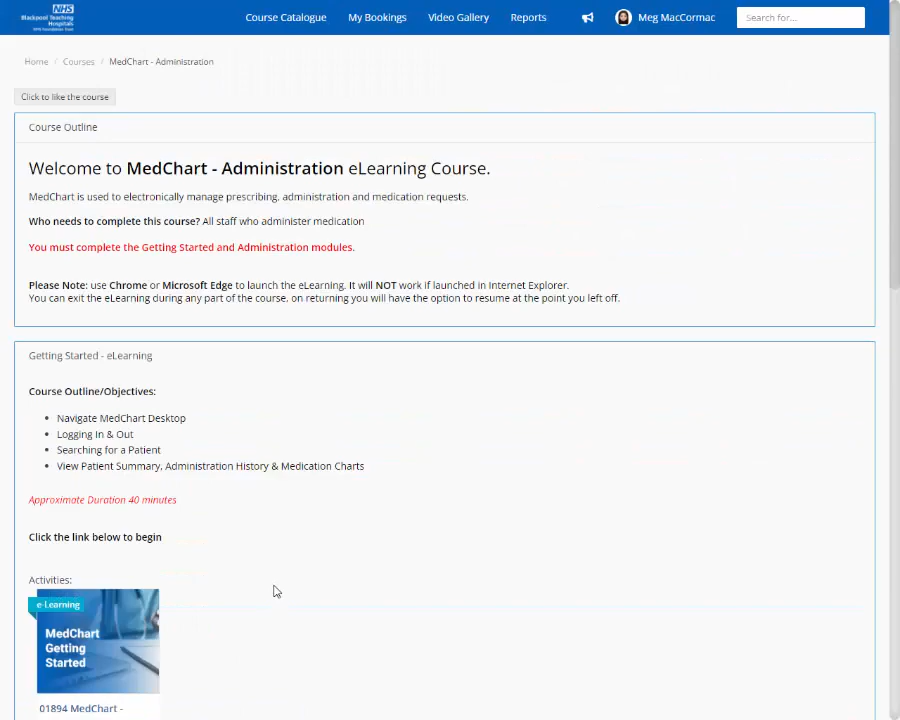 NHS
Blackpool Teaching
Hospitals
NHS Foundation Trust
Course Catalogue
My Bookings
Video Gallery
Reports
Meg MacCormac
Search for...
Home / Courses / MedChart - Administration
Click to like the course
Course Outline
Welcome to MedChart - Administration eLearning Course.
MedChart is used to electronically manage prescribing, administration and medication requests.
Who needs to complete this course? All staff who administer medication
You must complete the Getting Started and Administration modules.
Please Note: use Chrome or Microsoft Edge to launch the eLearning. It will NOT work if launched in Internet Explorer.
You can exit the eLearning during any part of the course, on returning you will have the option to resume at the point you left off.
Getting Started - eLearning
Course Outline/Objectives:
• Navigate MedChart Desktop
• Logging In & Out
• Searching for a Patient
• View Patient Summary, Administration History & Medication Charts
Approximate Duration 40 minutes
Click the link below to begin
Activities:
e-Learning
MedChart
Getting
Started
01894 MedChart -